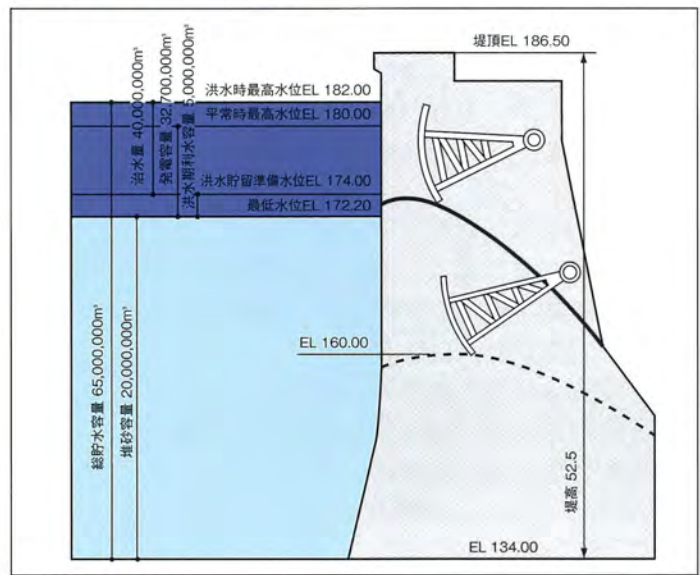 堤頂EL 186.50
洪水時最高水位EL 182.00
平常時最高水位EL 180.00
治水量 40,000,000m³
発電容量 32,700,000m³
洪水期利水容量 5,000,000m³
洪水貯留準備水位EL 174.00
最低水位EL 172.20
EL 160.00
総貯水容量 65,000,000m³
堆砂容量 20,000,000m³
堤高 52.5
EL 134.00